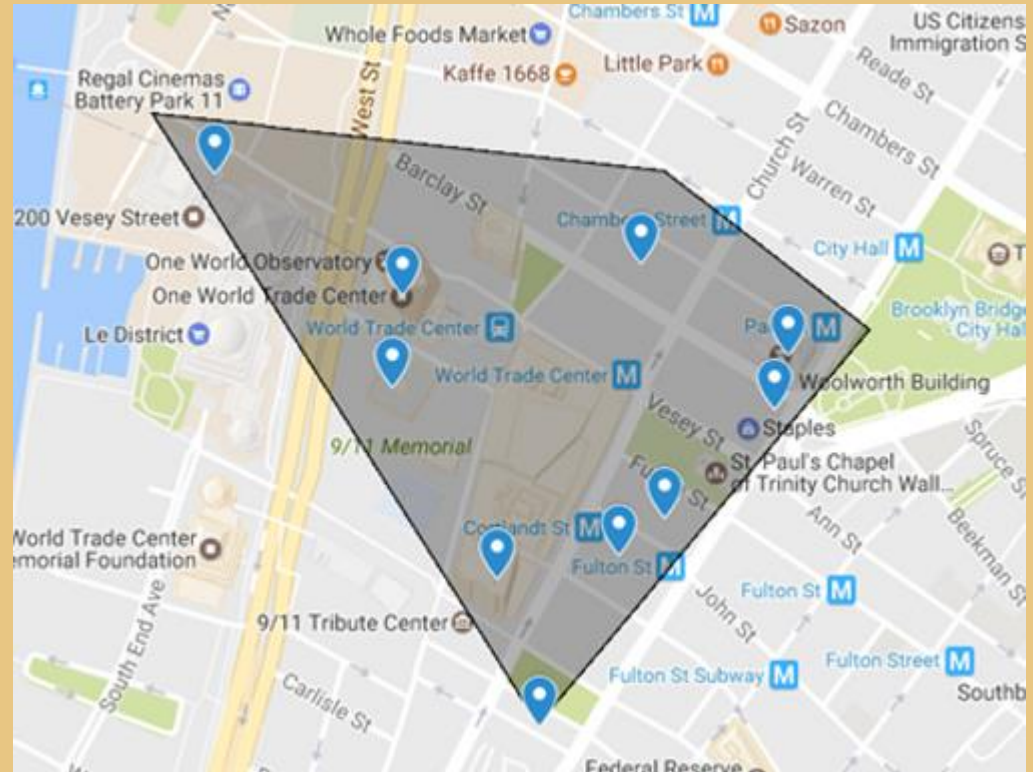 Chambers St
Sazon
US Citizens
Immigration S
Whole Foods Market
Little Park
Kaffe 1668
Reade St
Regal Cinemas
Battery Park 11
West St
Chambers St
Church St
Warren St
Barclay St
200 Vesey Street
Chambers Street
City Hall
One World Observatory
One World Trade Center
World Trade Center
Brooklyn Bridge
City Hal
Le District
World Trade Center
Woolworth Building
Vesey St
Staples
9/11 Memorial
St. Paul's Chapel
of Trinity Church Wall...
Spruce S
Fulton St
Ann St
Beekman St
Cortlandt St
World Trade Center
emorial Foundation
Fulton St
Fulton St
John St
9/11 Tribute Center
South End Ave
Fulton St Subway
Fulton Street
Carlisle St
Southb
Federal Reserve